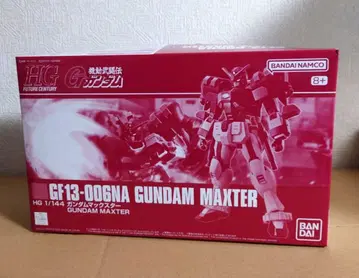 HG
FUTURE CENTURY
機動武闘伝
Gガンダム
BANDAI NAMCO
8+
GF13-006NA GUNDAM MAXTER
HG 1/144 ガンダムマックスター
GUNDAM MAXTER
BANDAI